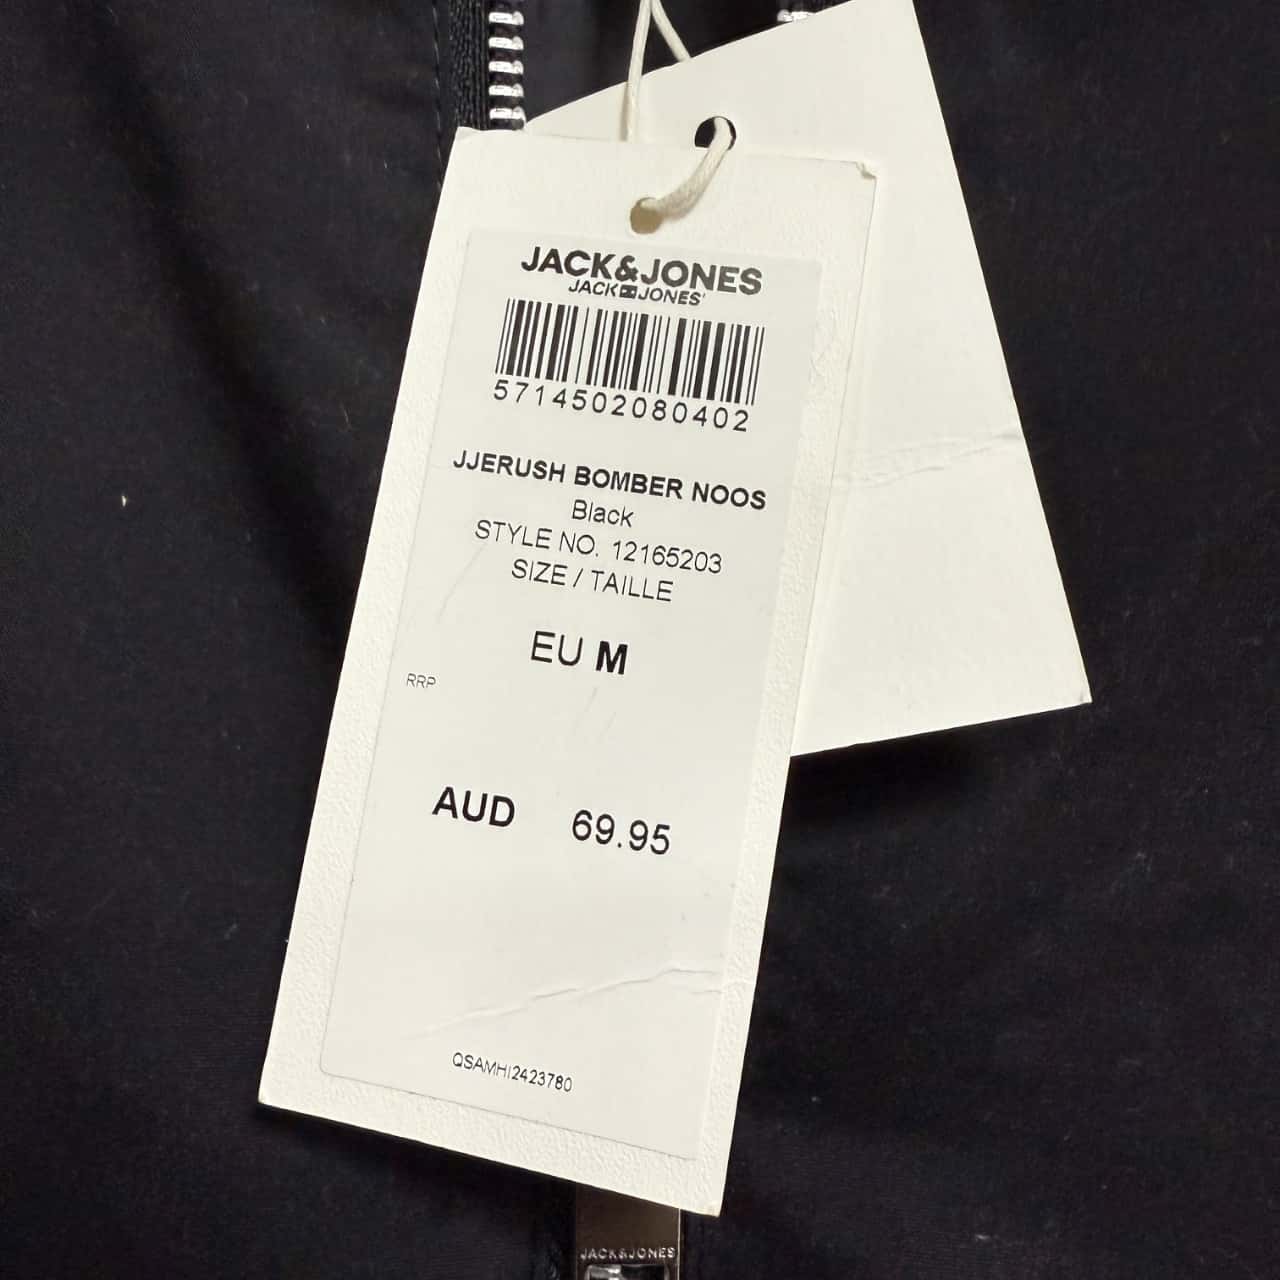 JACK&JONES
JACK JONES
5714502080402
JJERUSH BOMBER NOOS
Black
STYLE NO. 12165203
SIZE / TAILLE
EU M
RRP
AUD 69.95
QSAMHI2423780
JACK&JONES